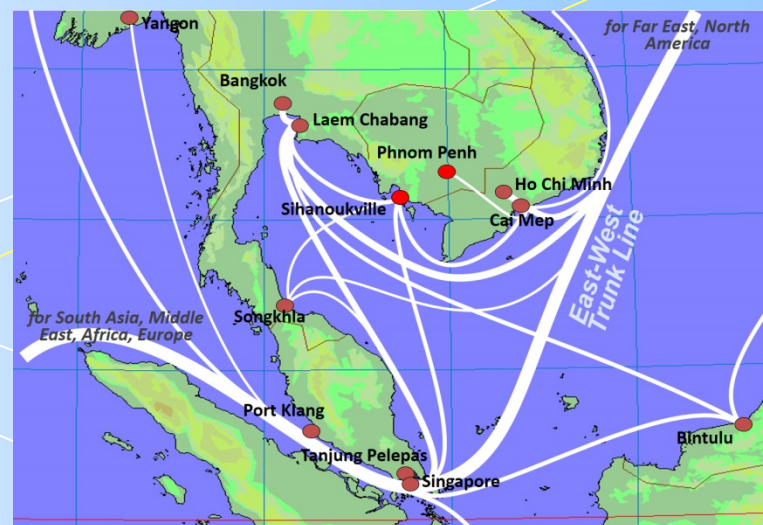 Yangon
for Far East, North
America
Bangkok
Laem Chabang
Phnom Penh
Ho Chi Minh
Sihanoukville
Cai Mep
East-West
Trunk Line
for South Asia, Middle
East, Africa, Europe
Songkhla
Port Klang
Tanjung Pelepas
Singapore
Bintulu